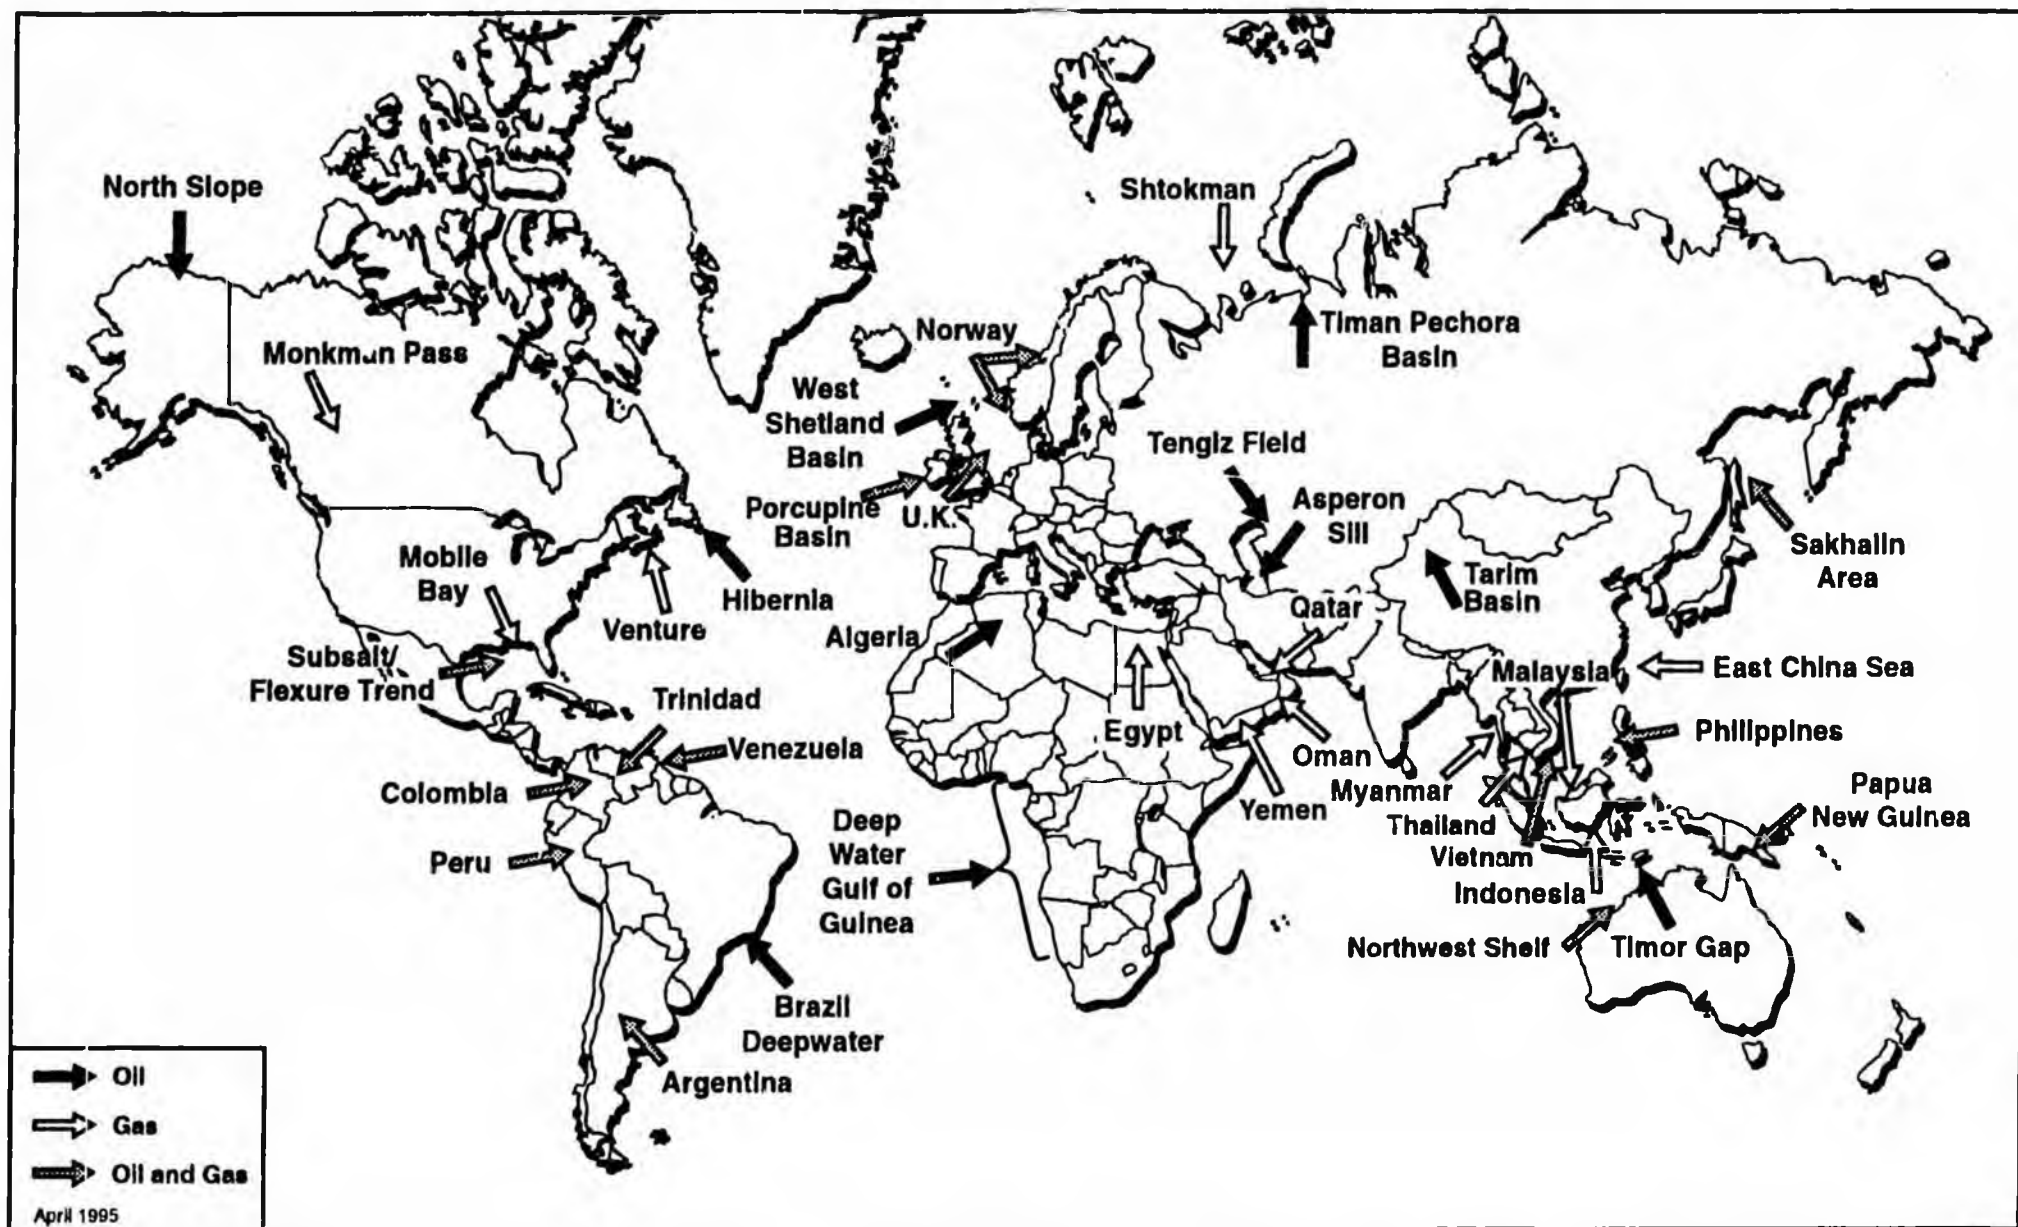 North Slope
Shtokman
Monkman Pass
Norway
Timan Pechora
Basin
West
Shetland
Basin
Tengiz Field
Asperon
Sill
Porcupine
Basin
U.K.
Mobile
Bay
Hibernia
Venture
Algeria
Qatar
Tarim
Basin
Sakhalin
Area
Subsalt/
Flexure Trend
Trinidad
Malaysia
East China Sea
Venezuela
Egypt
Philippines
Colombia
Oman
Yemen
Myanmar
Papua
New Guinea
Deep
Water
Gulf of
Guinea
Thailand
Vietnam
Peru
Indonesia
Northwest Shelf
Timor Gap
Brazil
Deepwater
Argentina
Oil
Gas
Oil and Gas
April 1995